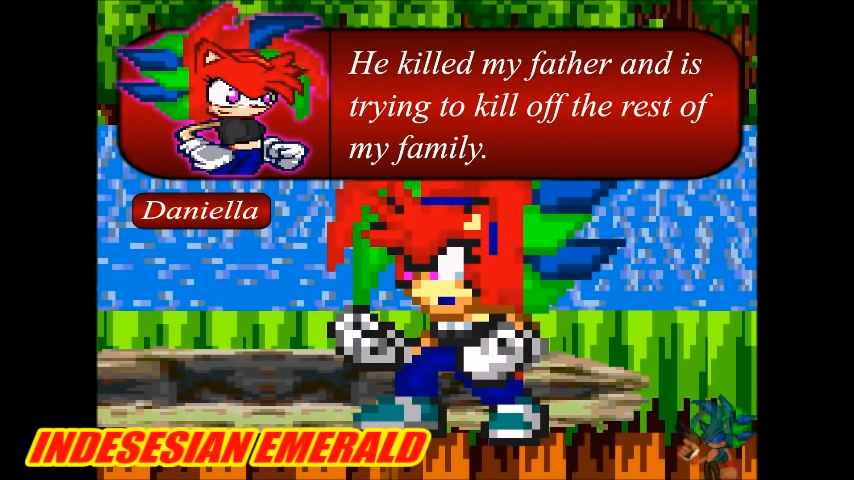 He killed my father and is
trying to kill off the rest of
my family.
Daniella
INDESESIAN EMERALD